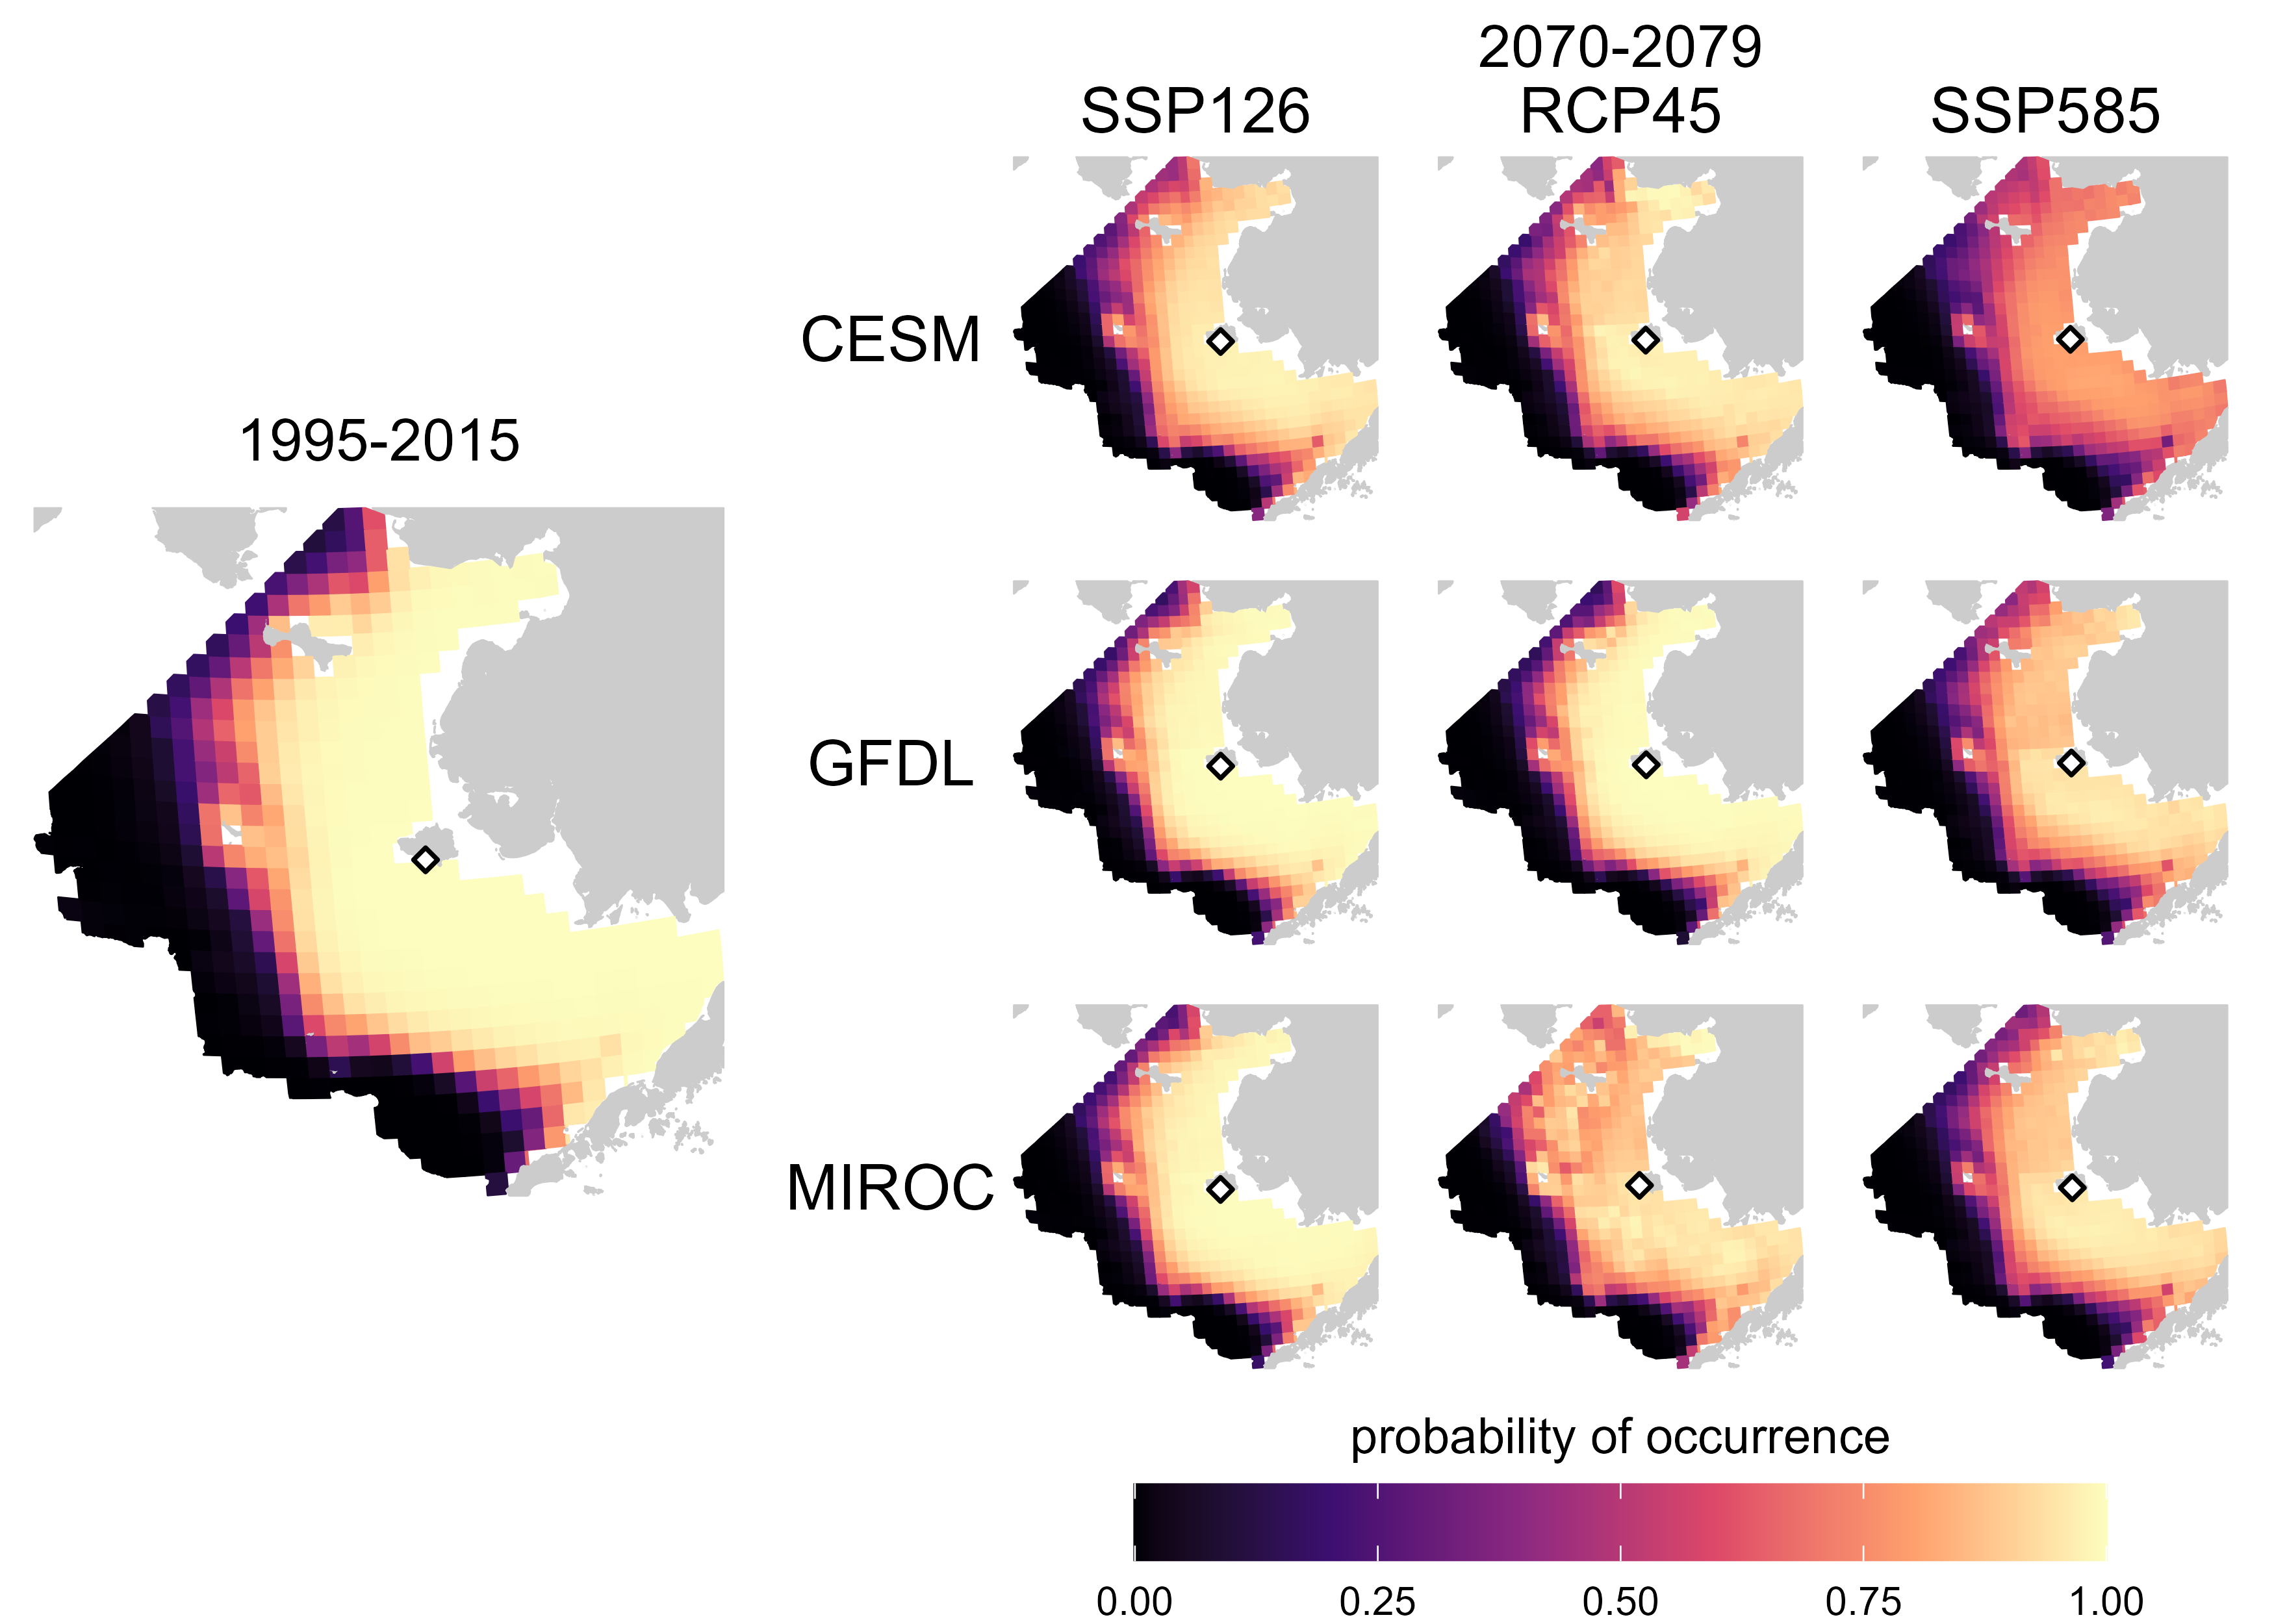 2070-2079
SSP126 RCP45 SSP585
CESM
1995-2015
GFDL
MIROC
probability of occurrence
0.00 0.25 0.50 0.75 1.00